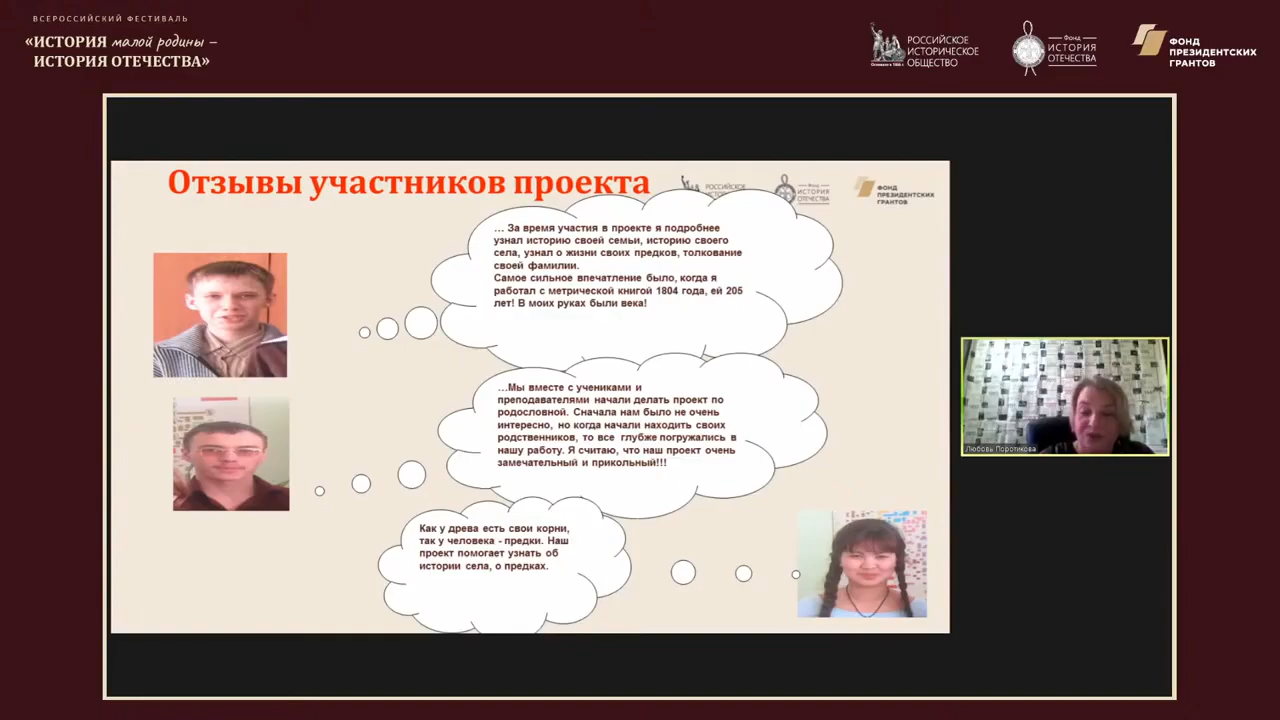 ВСЕРОССИЙСКИЙ ФЕСТИВАЛЬ
«ИСТОРИЯ малой родины –
ИСТОРИЯ ОТЕЧЕСТВА»
РОССИЙСКОЕ
ИСТОРИЧЕСКОЕ
ОБЩЕСТВО
Фонд
ИСТОРИЯ
ОТЕЧЕСТВА
ФОНД
ПРЕЗИДЕНТСКИХ
ГРАНТОВ
Отзывы участников проекта
РОССИЙСКОЕ
Фонд
ИСТОРИЯ
ОТЕЧЕСТВА
ФОНД
ПРЕЗИДЕНТСКИХ
ГРАНТОВ
... За время участия в проекте я подробнее
узнал историю своей семьи, историю своего
села, узнал о жизни своих предков, толкование
своей фамилии.
Самое сильное впечатление было, когда я
работал с метрической книгой 1804 года, ей 205
лет! В моих руках были века!
...Мы вместе с учениками и
преподавателями начали делать проект по
родословной. Сначала нам было не очень
интересно, но когда начали находить своих
родственников, то все глубже погружались в
нашу работу. Я считаю, что наш проект очень
замечательный и прикольный!!!
Как у древа есть свои корни,
так у человека - предки. Наш
проект помогает узнать об
истории села, о предках.
Любовь Поротикова